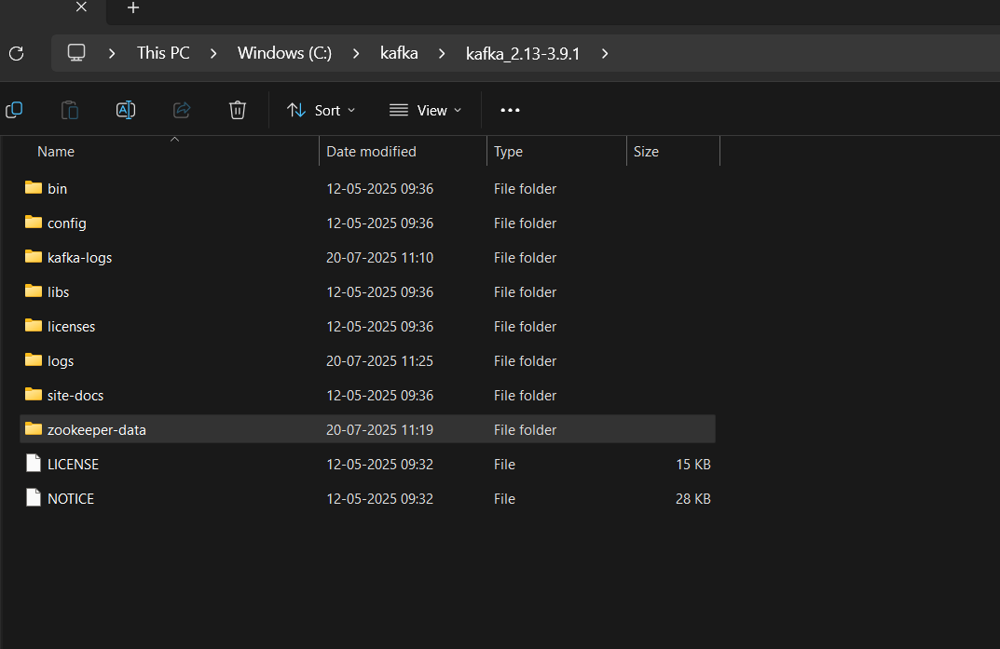 This PC > Windows (C:) > kafka > kafka_2.13-3.9.1 >
Sort View
Name Date modified Type Size
bin 12-05-2025 09:36 File folder
config 12-05-2025 09:36 File folder
kafka-logs 20-07-2025 11:10 File folder
libs 12-05-2025 09:36 File folder
licenses 12-05-2025 09:36 File folder
logs 20-07-2025 11:25 File folder
site-docs 12-05-2025 09:36 File folder
zookeeper-data 20-07-2025 11:19 File folder
LICENSE 12-05-2025 09:32 File 15 KB
NOTICE 12-05-2025 09:32 File 28 KB